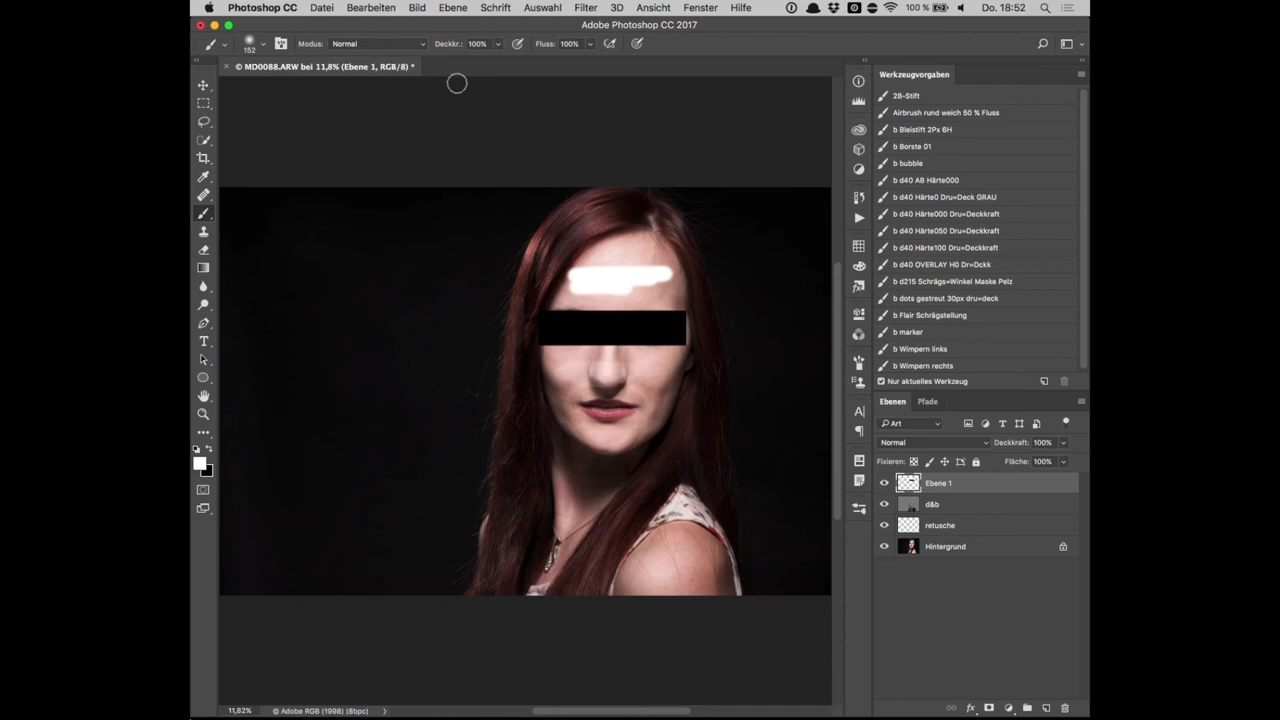 Photoshop CC Datei Bearbeiten Bild Ebene Schrift Auswahl Filter 3D Ansicht Fenster Hilfe 100 % Do. 18:52
Adobe Photoshop CC 2017
152 Modus: Normal Deckkr.: 100% Fluss: 100%
× © MD0088.ARW bei 11,8% (Ebene 1, RGB/8) *
Werkzeugvorgaben
2B-Stift
Airbrush rund weich 50 % Fluss
b Bleistift 2Px 6H
b Borste 01
b bubble
b d40 AB Härte000
b d40 Härte0 Dru=Deck GRAU
b d40 Härte000 Dru=Deckkraft
b d40 Härte050 Dru=Deckkraft
b d40 Härte100 Dru=Deckkraft
b d40 OVERLAY H0 Dr=Dckk
b d215 Schrägs=Winkel Maske Pelz
b dots gestreut 30px dru=deck
b Flair Schrägstellung
b marker
b Wimpern links
b Wimpern rechts
Nur aktuelles Werkzeug
Ebenen Pfade
Art
Normal Deckkraft: 100%
Fixieren: Fläche: 100%
Ebene 1
d&b
retusche
Hintergrund
11,82% © Adobe RGB (1998) (8bpc)